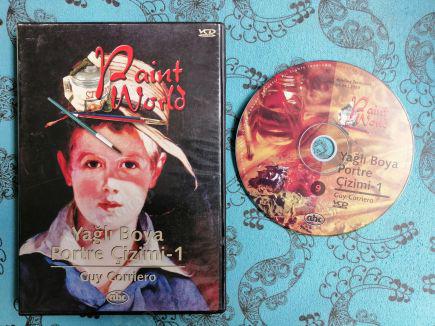 VCD
Paint
World
Yağlı Boya
Portre Çizimi-1
Guy Corriero
abc
Paint
World
Yağlı Boya
Portre
Çizimi-1
Guy Corriero
9
VCD
abc